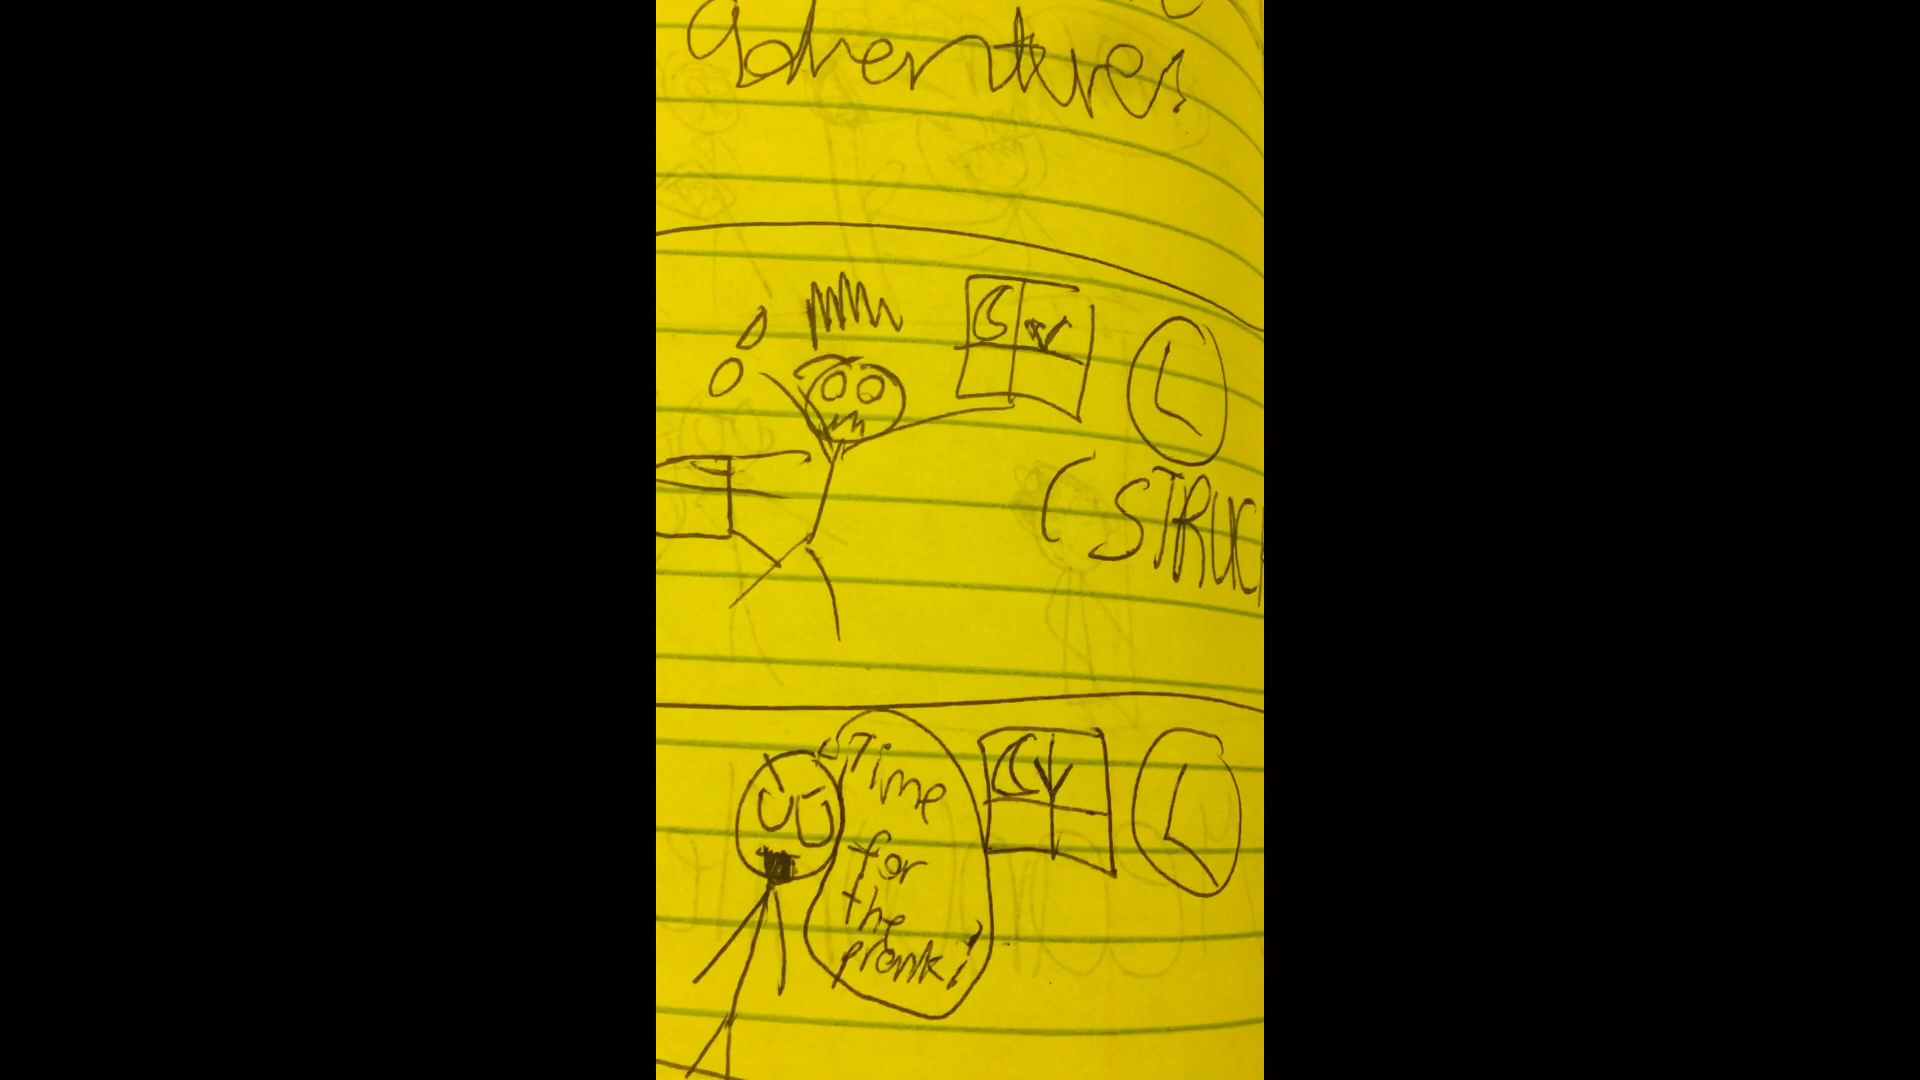 Adventures
( STRUC
Time
for
the
prank!